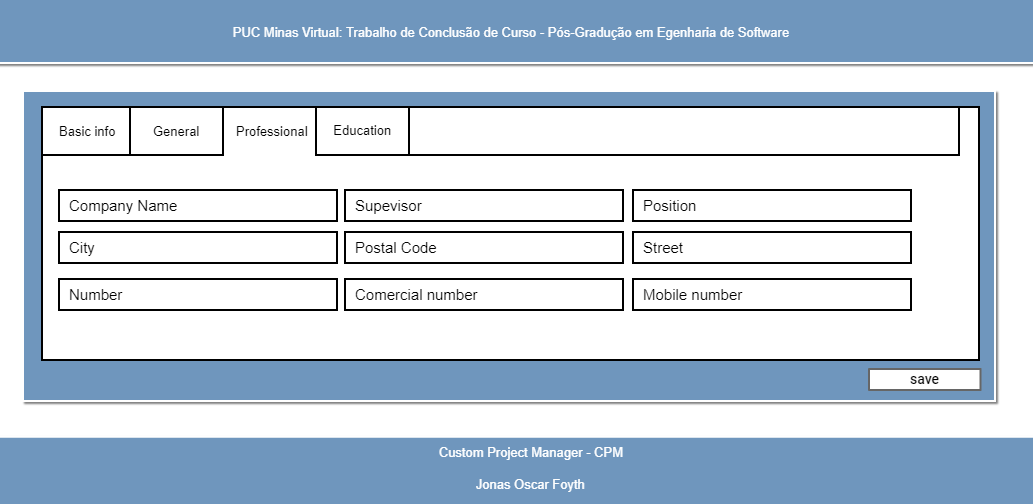 PUC Minas Virtual: Trabalho de Conclusão de Curso - Pós-Gradução em Egenharia de Software
Basic info General Professional Education
Company Name Supevisor Position
City Postal Code Street
Number Comercial number Mobile number
save
Custom Project Manager - CPM
Jonas Oscar Foyth